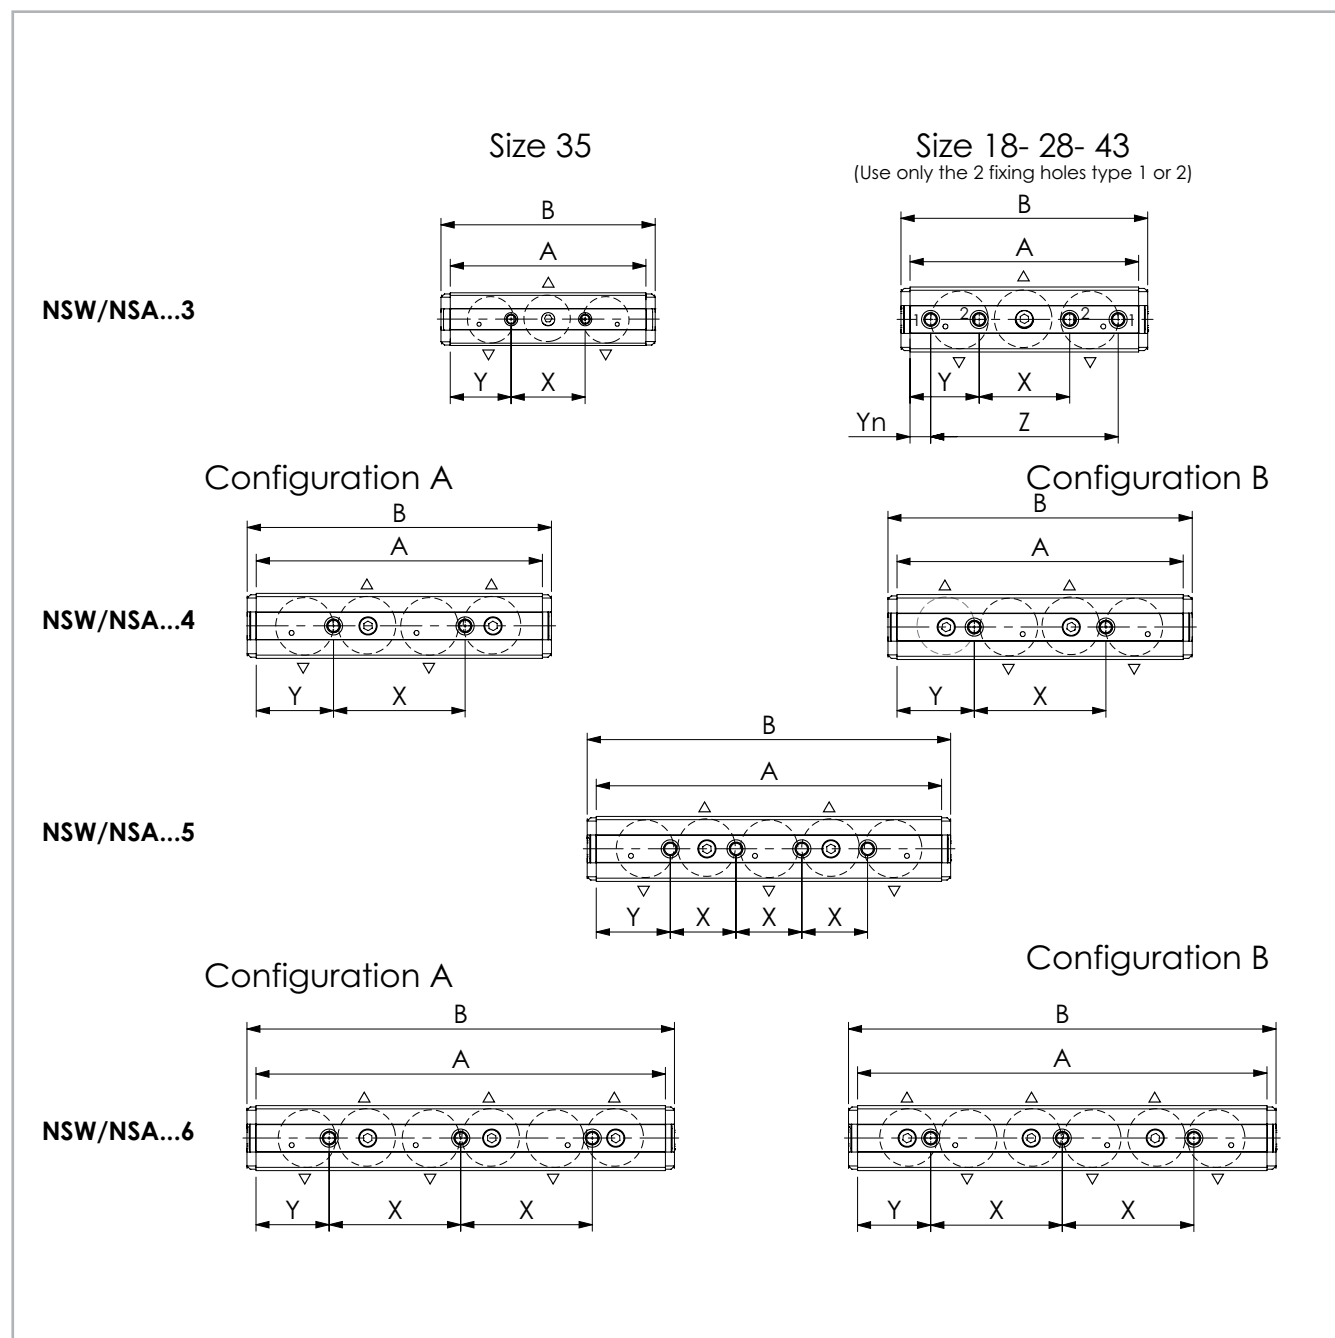 Size 35
Size 18- 28- 43
(Use only the 2 fixing holes type 1 or 2)
B
B
A
A
NSW/NSA...3
1 2 2 1
Y X
Y X
Yn Z
Configuration A
Configuration B
B
B
A
A
NSW/NSA...4
Y X
Y X
B
A
NSW/NSA...5
Y X X X
Configuration A
Configuration B
B
B
A
A
NSW/NSA...6
Y X X
Y X X